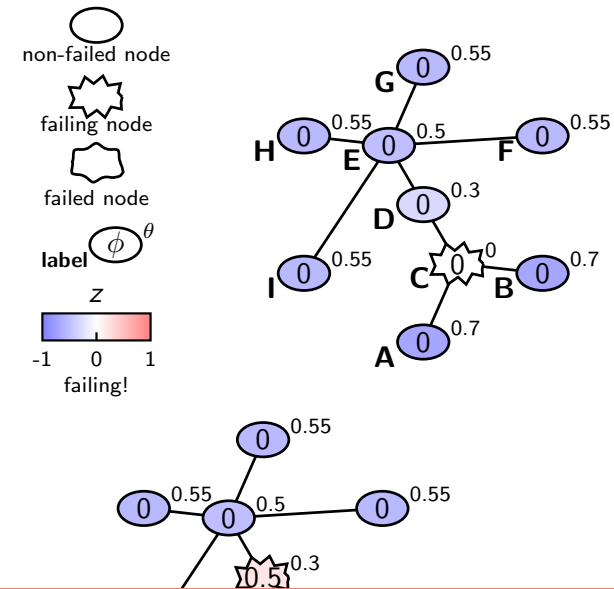 non-failed node
failing node
failed node
label ϕ θ
z
-1 0 1
failing!
G 0 0.55
H 0 0.55
E 0 0.5
F 0 0.55
D 0 0.3
C 0 0
B 0 0.7
I 0 0.55
A 0 0.7
0 0.55
0 0.55
0 0.5
0 0.55
0.5 0.3